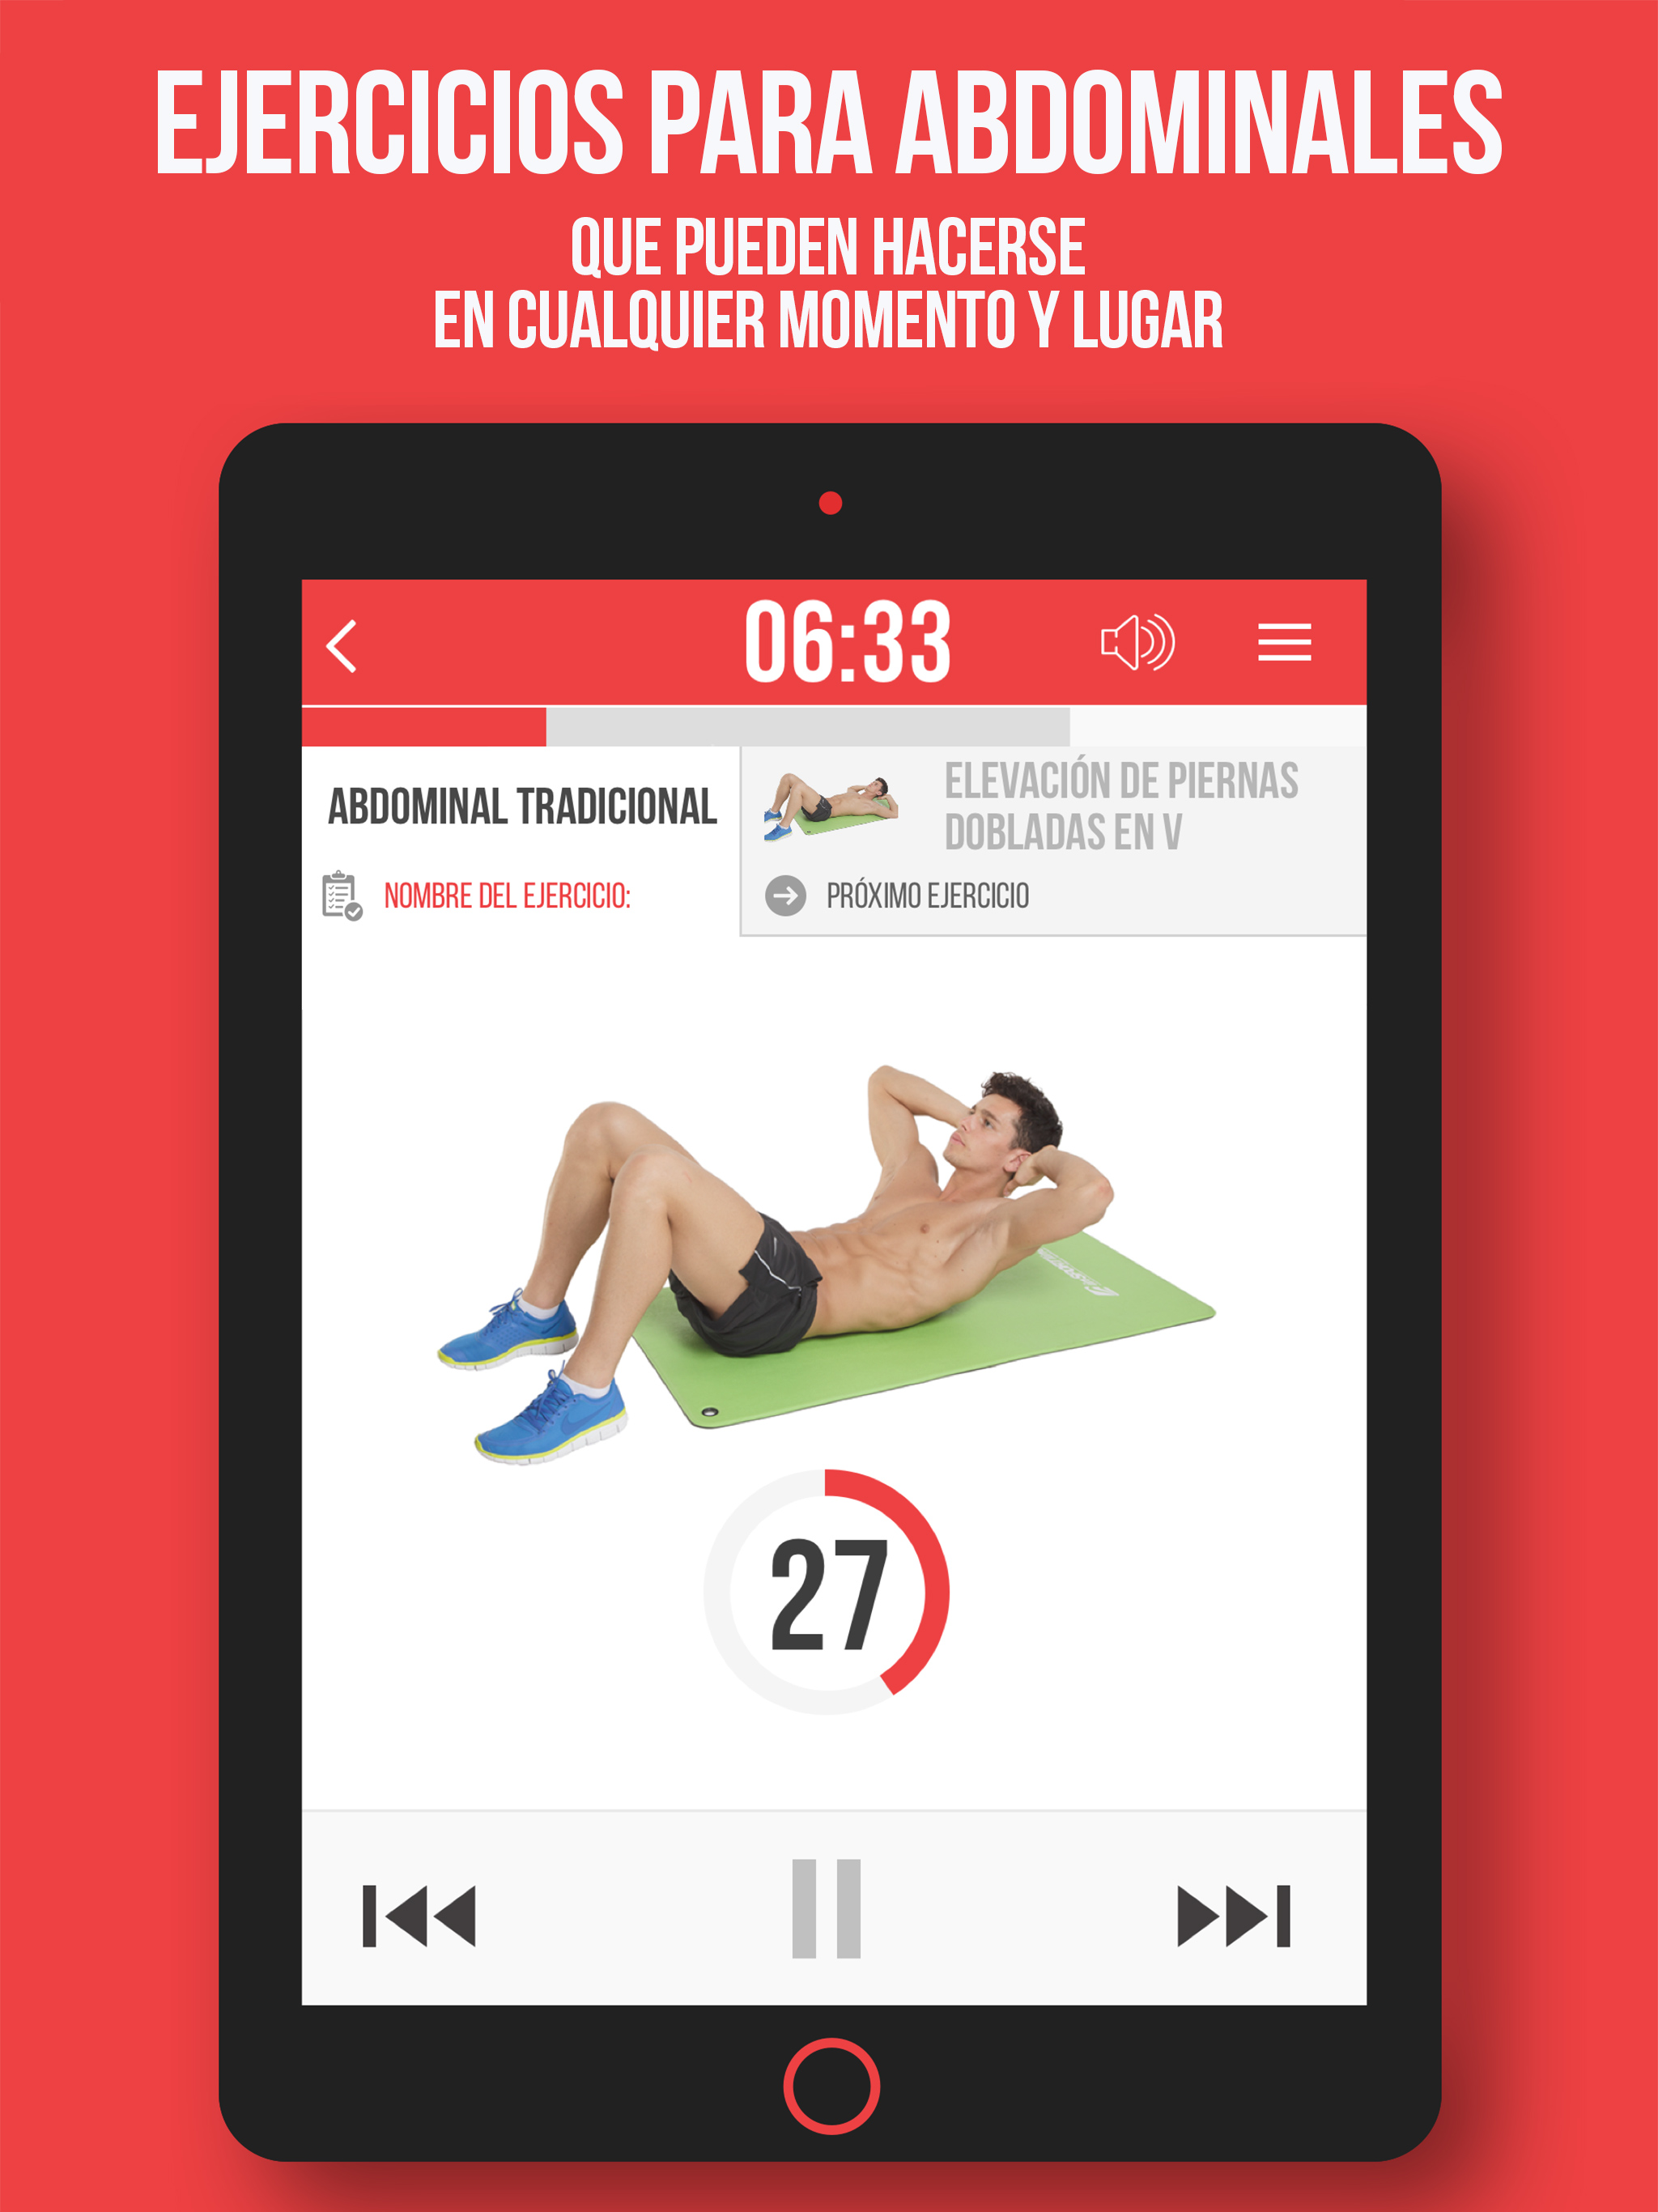 EJERCICIOS PARA ABDOMINALES
QUE PUEDEN HACERSE
EN CUALQUIER MOMENTO Y LUGAR
06:33
ABDOMINAL TRADICIONAL
NOMBRE DEL EJERCICIO:
ELEVACIÓN DE PIERNAS
DOBLADAS EN V
PRÓXIMO EJERCICIO
27